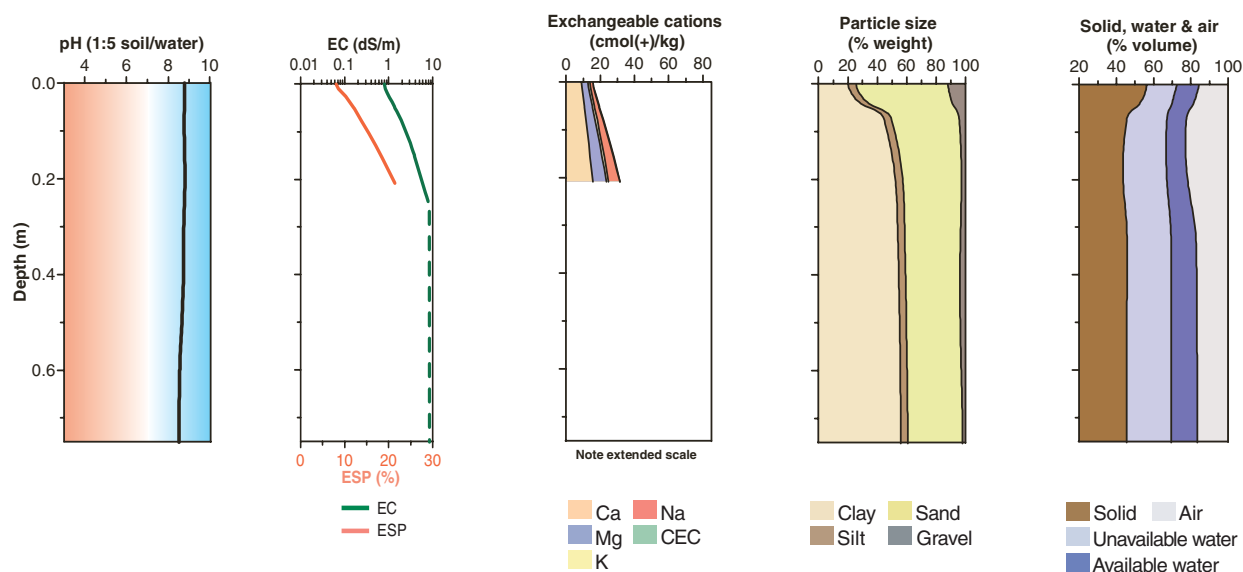 pH (1:5 soil/water)
4 6 8 10
Depth (m)
0.0
0.2
0.4
0.6
EC (dS/m)
0.01 0.1 1 10
0 10 20 30
ESP (%)
EC
ESP
Exchangeable cations
(cmol(+)/kg)
0 20 40 60 80
Note extended scale
Ca Na
Mg CEC
K
Particle size
(% weight)
0 20 40 60 80 100
Clay Sand
Silt Gravel
Solid, water & air
(% volume)
20 40 60 80 100
Solid Air
Unavailable water
Available water